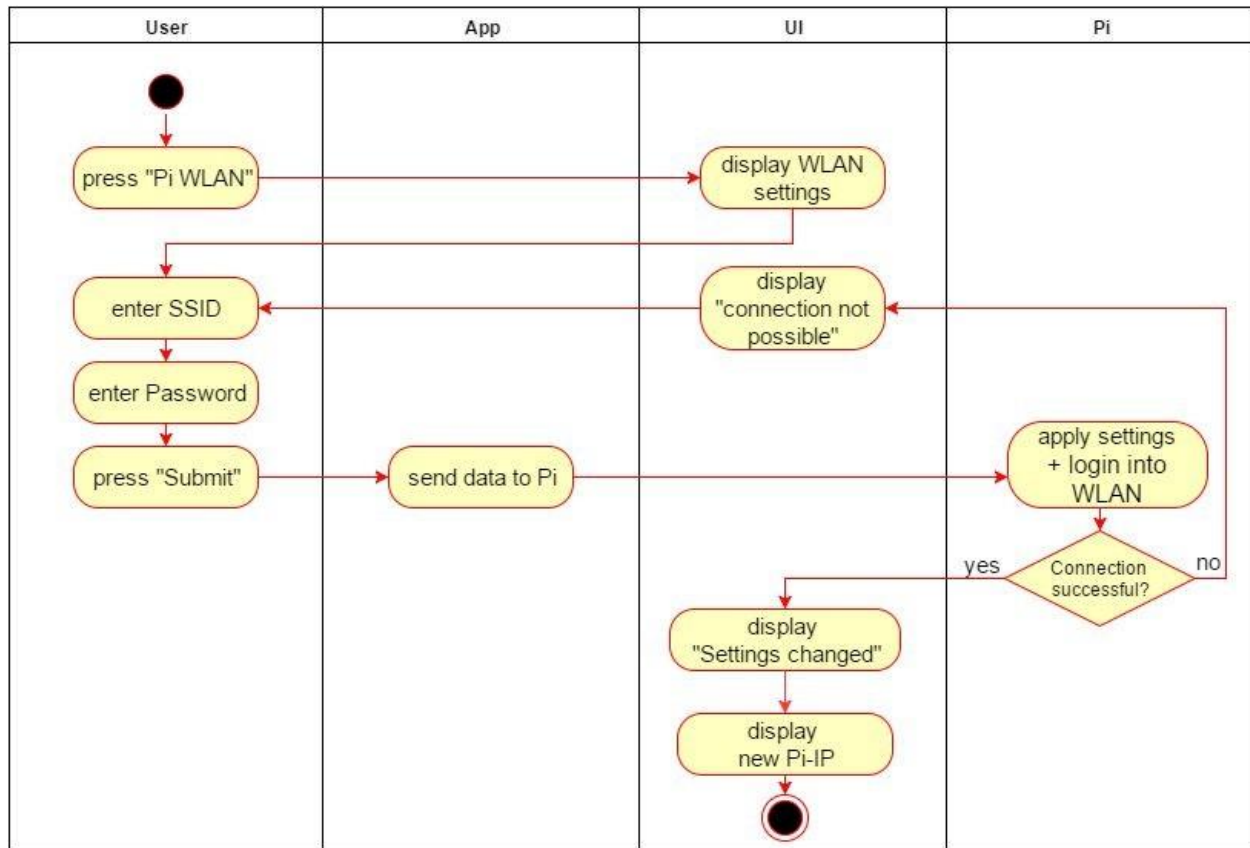 User
App
UI
Pi
press "Pi WLAN"
display WLAN
settings
enter SSID
display
"connection not
possible"
enter Password
press "Submit"
send data to Pi
apply settings
+ login into
WLAN
yes
Connection
successful?
no
display
"Settings changed"
display
new Pi-IP